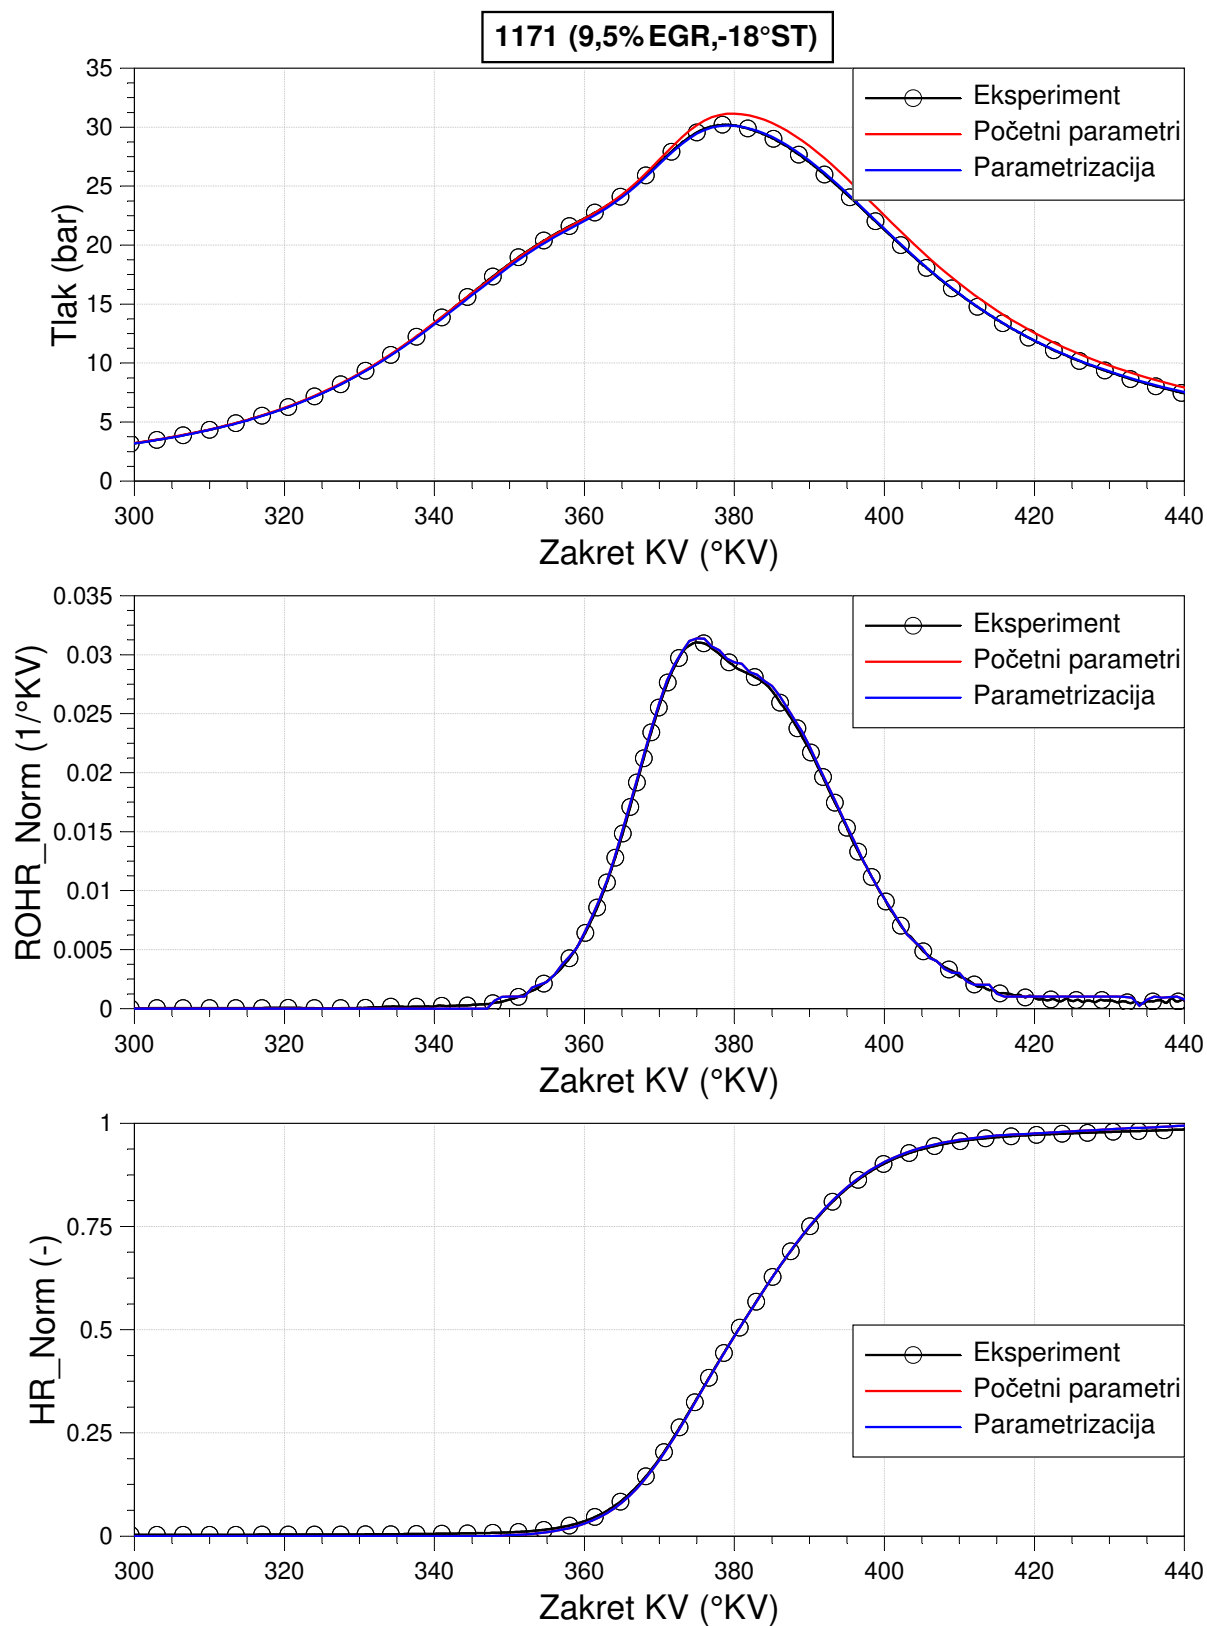 1171 (9,5% EGR,-18°ST)
Tlak (bar)
35
30
25
20
15
10
5
0
Eksperiment
Početni parametri
Parametrizacija
300 320 340 360 380 400 420 440
Zakret KV (°KV)
ROHR_Norm (1/°KV)
0.035
0.03
0.025
0.02
0.015
0.01
0.005
0
Eksperiment
Početni parametri
Parametrizacija
300 320 340 360 380 400 420 440
Zakret KV (°KV)
HR_Norm (-)
1
0.75
0.5
0.25
0
Eksperiment
Početni parametri
Parametrizacija
300 320 340 360 380 400 420 440
Zakret KV (°KV)